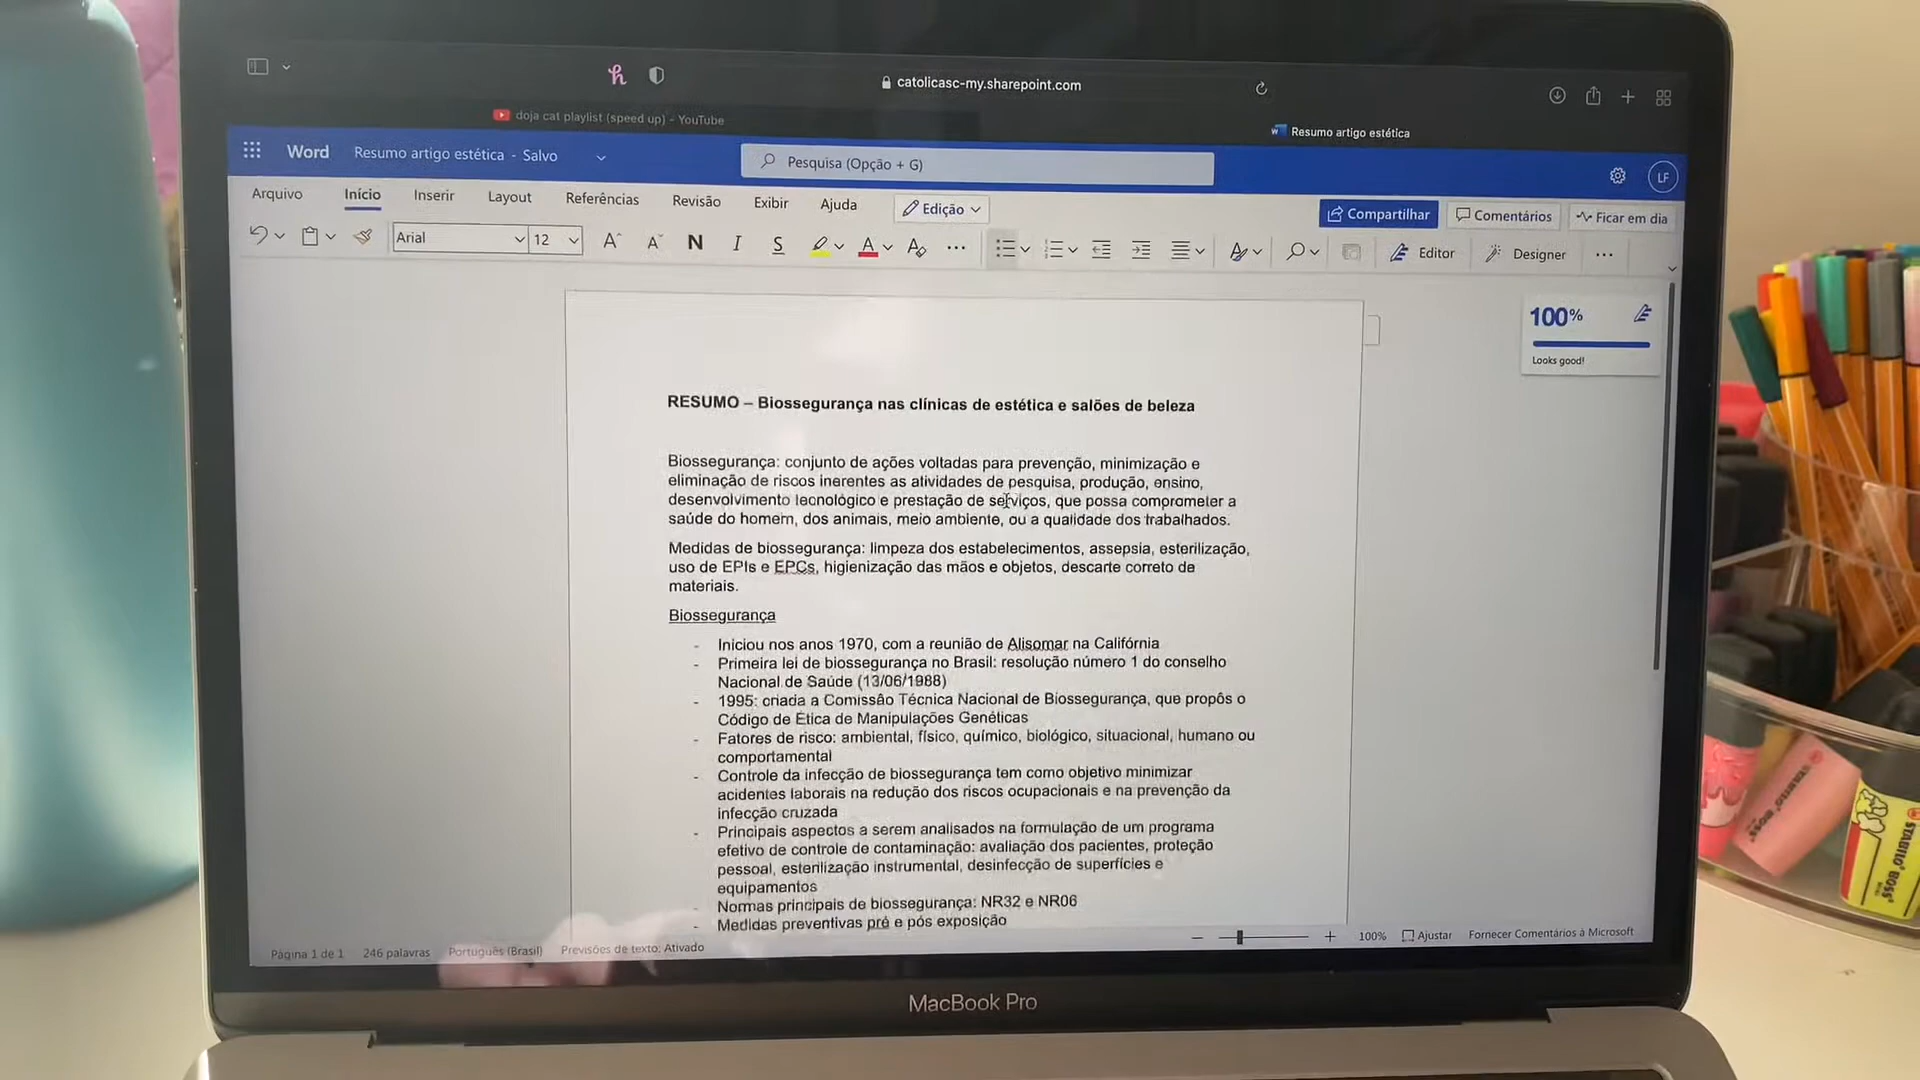 catolicasc-my.sharepoint.com
doja cat playlist (speed up) - YouTube
Resumo artigo estética
Word
Resumo artigo estética - Salvo
Pesquisa (Opção + G)
LF
Arquivo
Início
Inserir
Layout
Referências
Revisão
Exibir
Ajuda
Edição
Compartilhar
Comentários
Ficar em dia
Arial
12
N
I
S
Editor
Designer
100%
Looks good!
RESUMO – Biossegurança nas clínicas de estética e salões de beleza
Biossegurança: conjunto de ações voltadas para prevenção, minimização e
eliminação de riscos inerentes as atividades de pesquisa, produção, ensino,
desenvolvimento tecnológico e prestação de serviços, que possa comprometer a
saúde do homem, dos animais, meio ambiente, ou a qualidade dos trabalhados.
Medidas de biossegurança: limpeza dos estabelecimentos, assepsia, esterilização,
uso de EPIs e EPCs, higienização das mãos e objetos, descarte correto de
materiais.
Biossegurança
- Iniciou nos anos 1970, com a reunião de Alisomar na Califórnia
- Primeira lei de biossegurança no Brasil: resolução número 1 do conselho
Nacional de Saúde (13/06/1988)
- 1995: criada a Comissão Técnica Nacional de Biossegurança, que propôs o
Código de Ética de Manipulações Genéticas
- Fatores de risco: ambiental, físico, químico, biológico, situacional, humano ou
comportamental
- Controle da infecção de biossegurança tem como objetivo minimizar
acidentes laborais na redução dos riscos ocupacionais e na prevenção da
infecção cruzada
- Principais aspectos a serem analisados na formulação de um programa
efetivo de controle de contaminação: avaliação dos pacientes, proteção
pessoal, esterilização instrumental, desinfecção de superfícies e
equipamentos
- Normas principais de biossegurança: NR32 e NR06
- Medidas preventivas pré e pós exposição
Página 1 de 1
246 palavras
Português (Brasil)
Previsões de texto: Ativado
100%
Ajustar
Fornecer Comentários à Microsoft
MacBook Pro
STABILO BOSS
STABILO BOSS